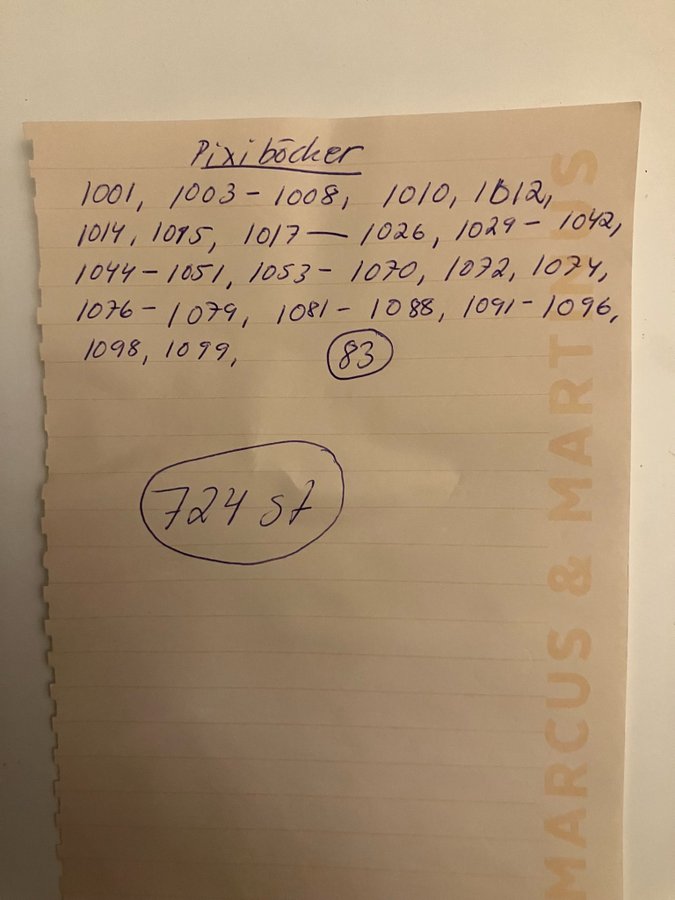 Pixiböcker
1001, 1003 - 1008, 1010, 1012,
1014, 1015, 1017 — 1026, 1029 - 1042,
1044 - 1051, 1053 - 1070, 1072, 1074,
1076 - 1079, 1081 - 1088, 1091 - 1096,
1098, 1099, 83
724 st
MARCUS & MARTINUS